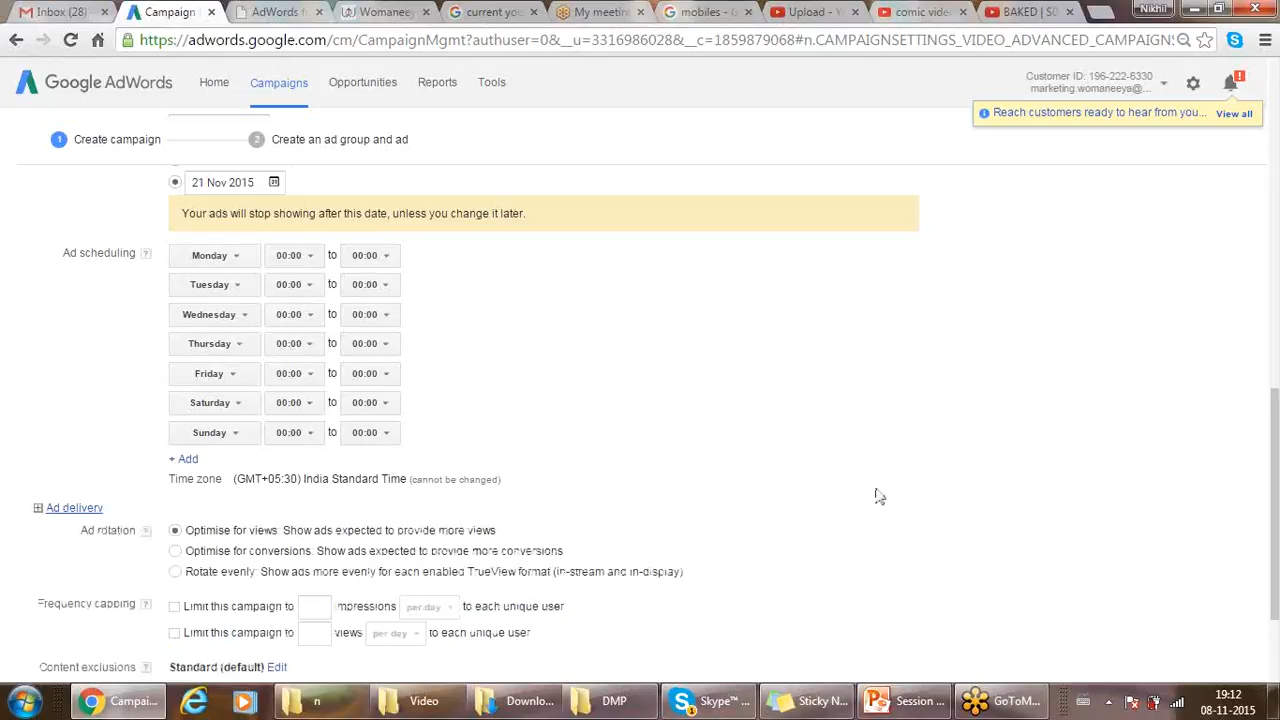 Inbox (28)
Campaign
AdWords f
Womaneey
current you
My meetin
mobiles - G
Upload -
comic vide
BAKED | S0
Nikhil
https://adwords.google.com/cm/CampaignMgmt?authuser=0&__u=3316986028&__c=1859879068#n.CAMPAIGNSETTINGS_VIDEO_ADVANCED_CAMPAIGNS
Google AdWords
Home
Campaigns
Opportunities
Reports
Tools
Customer ID: 196-222-6330
marketing.womaneeya@...
Reach customers ready to hear from you... View all
1 Create campaign
2 Create an ad group and ad
21 Nov 2015
Your ads will stop showing after this date, unless you change it later.
Ad scheduling ?
Monday 00:00 to 00:00
Tuesday 00:00 to 00:00
Wednesday 00:00 to 00:00
Thursday 00:00 to 00:00
Friday 00:00 to 00:00
Saturday 00:00 to 00:00
Sunday 00:00 to 00:00
+ Add
Time zone (GMT+05:30) India Standard Time (cannot be changed)
Ad delivery
Ad rotation ? Optimise for views: Show ads expected to provide more views
Optimise for conversions: Show ads expected to provide more conversions
Rotate evenly: Show ads more evenly for each enabled TrueView format (in-stream and in-display)
Frequency capping ? Limit this campaign to impressions per day to each unique user
Limit this campaign to views per day to each unique user
Content exclusions ? Standard (default) Edit
Campai...
n
Video
Downlo...
DMP
Skype™ ...
Sticky N...
Session ...
GoToM...
19:12
08-11-2015